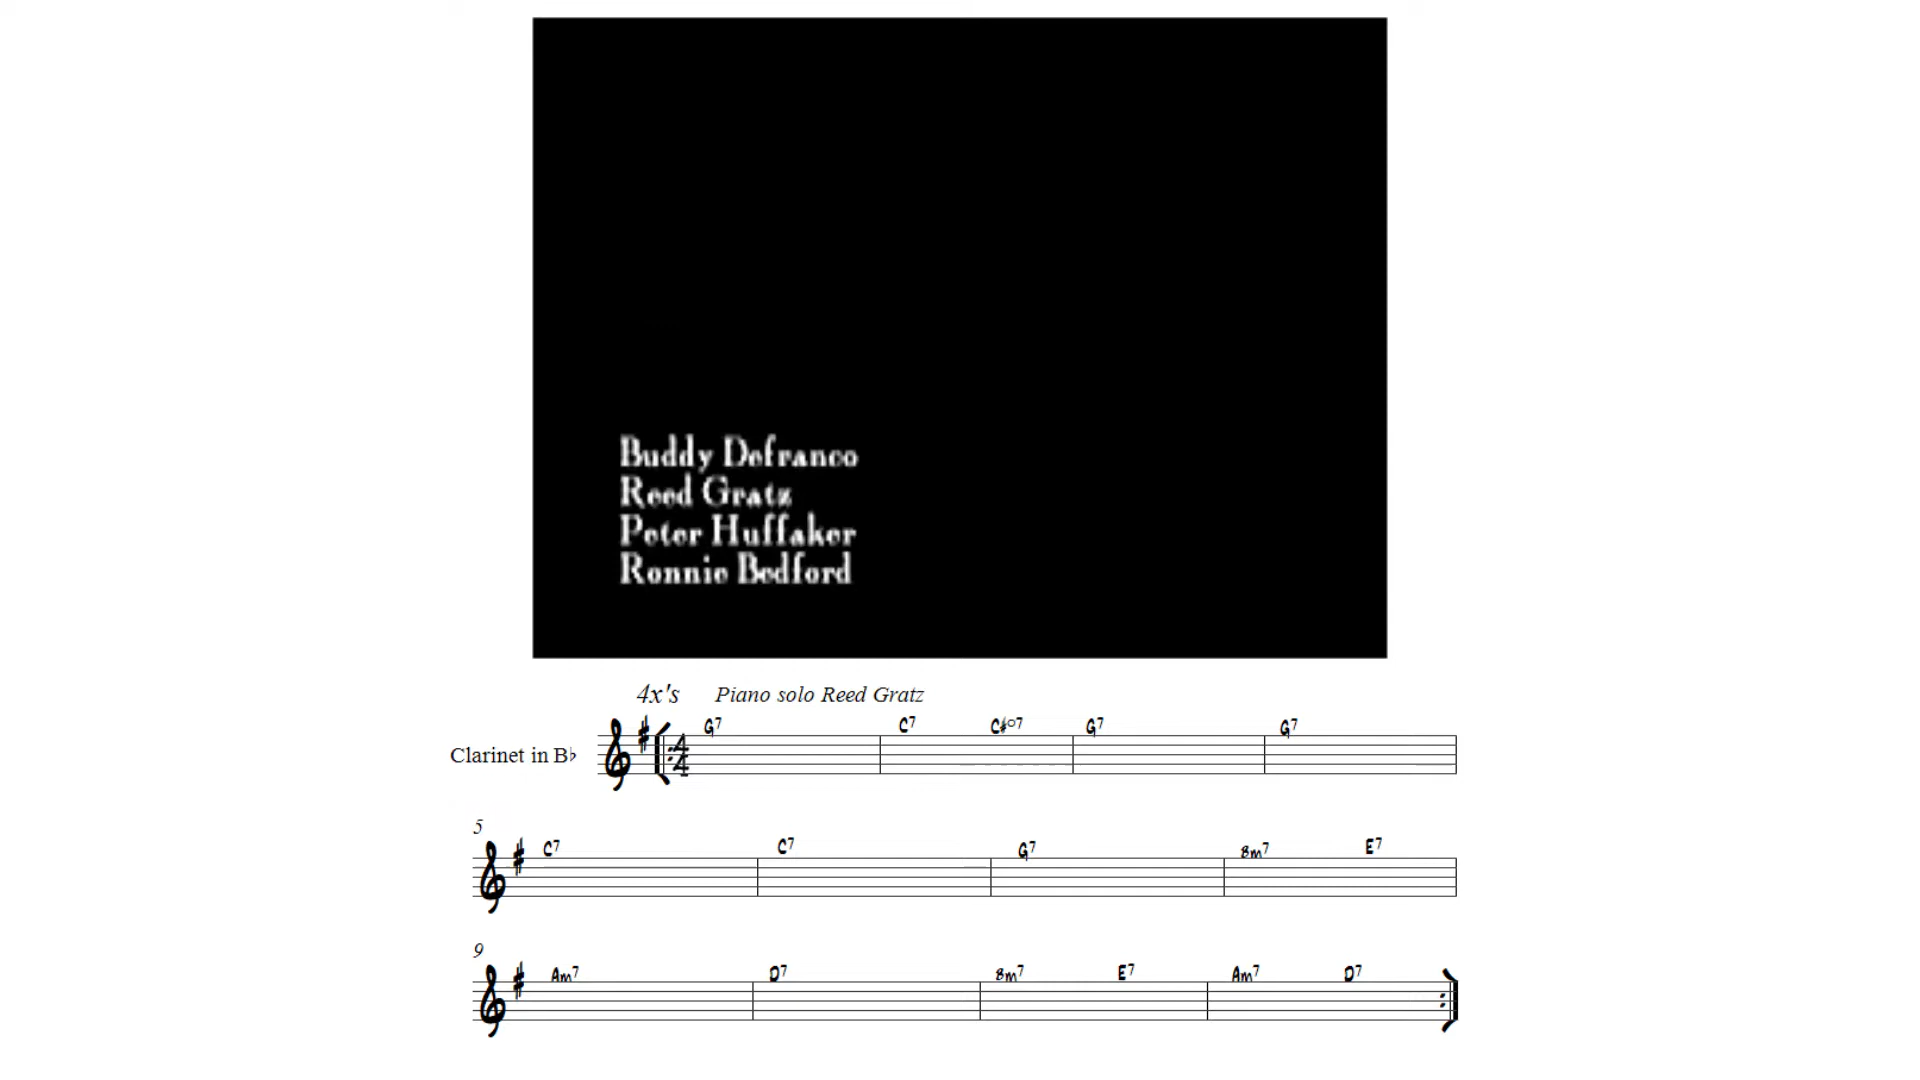 Buddy Defranco
Reed Gratz
Peter Huffaker
Ronnie Bedford
4x's Piano solo Reed Gratz
G7 C7 C#o7 G7 G7
Clarinet in B♭
5
C7 C7 G7 Bm7 E7
9
Am7 D7 Bm7 E7 Am7 D7